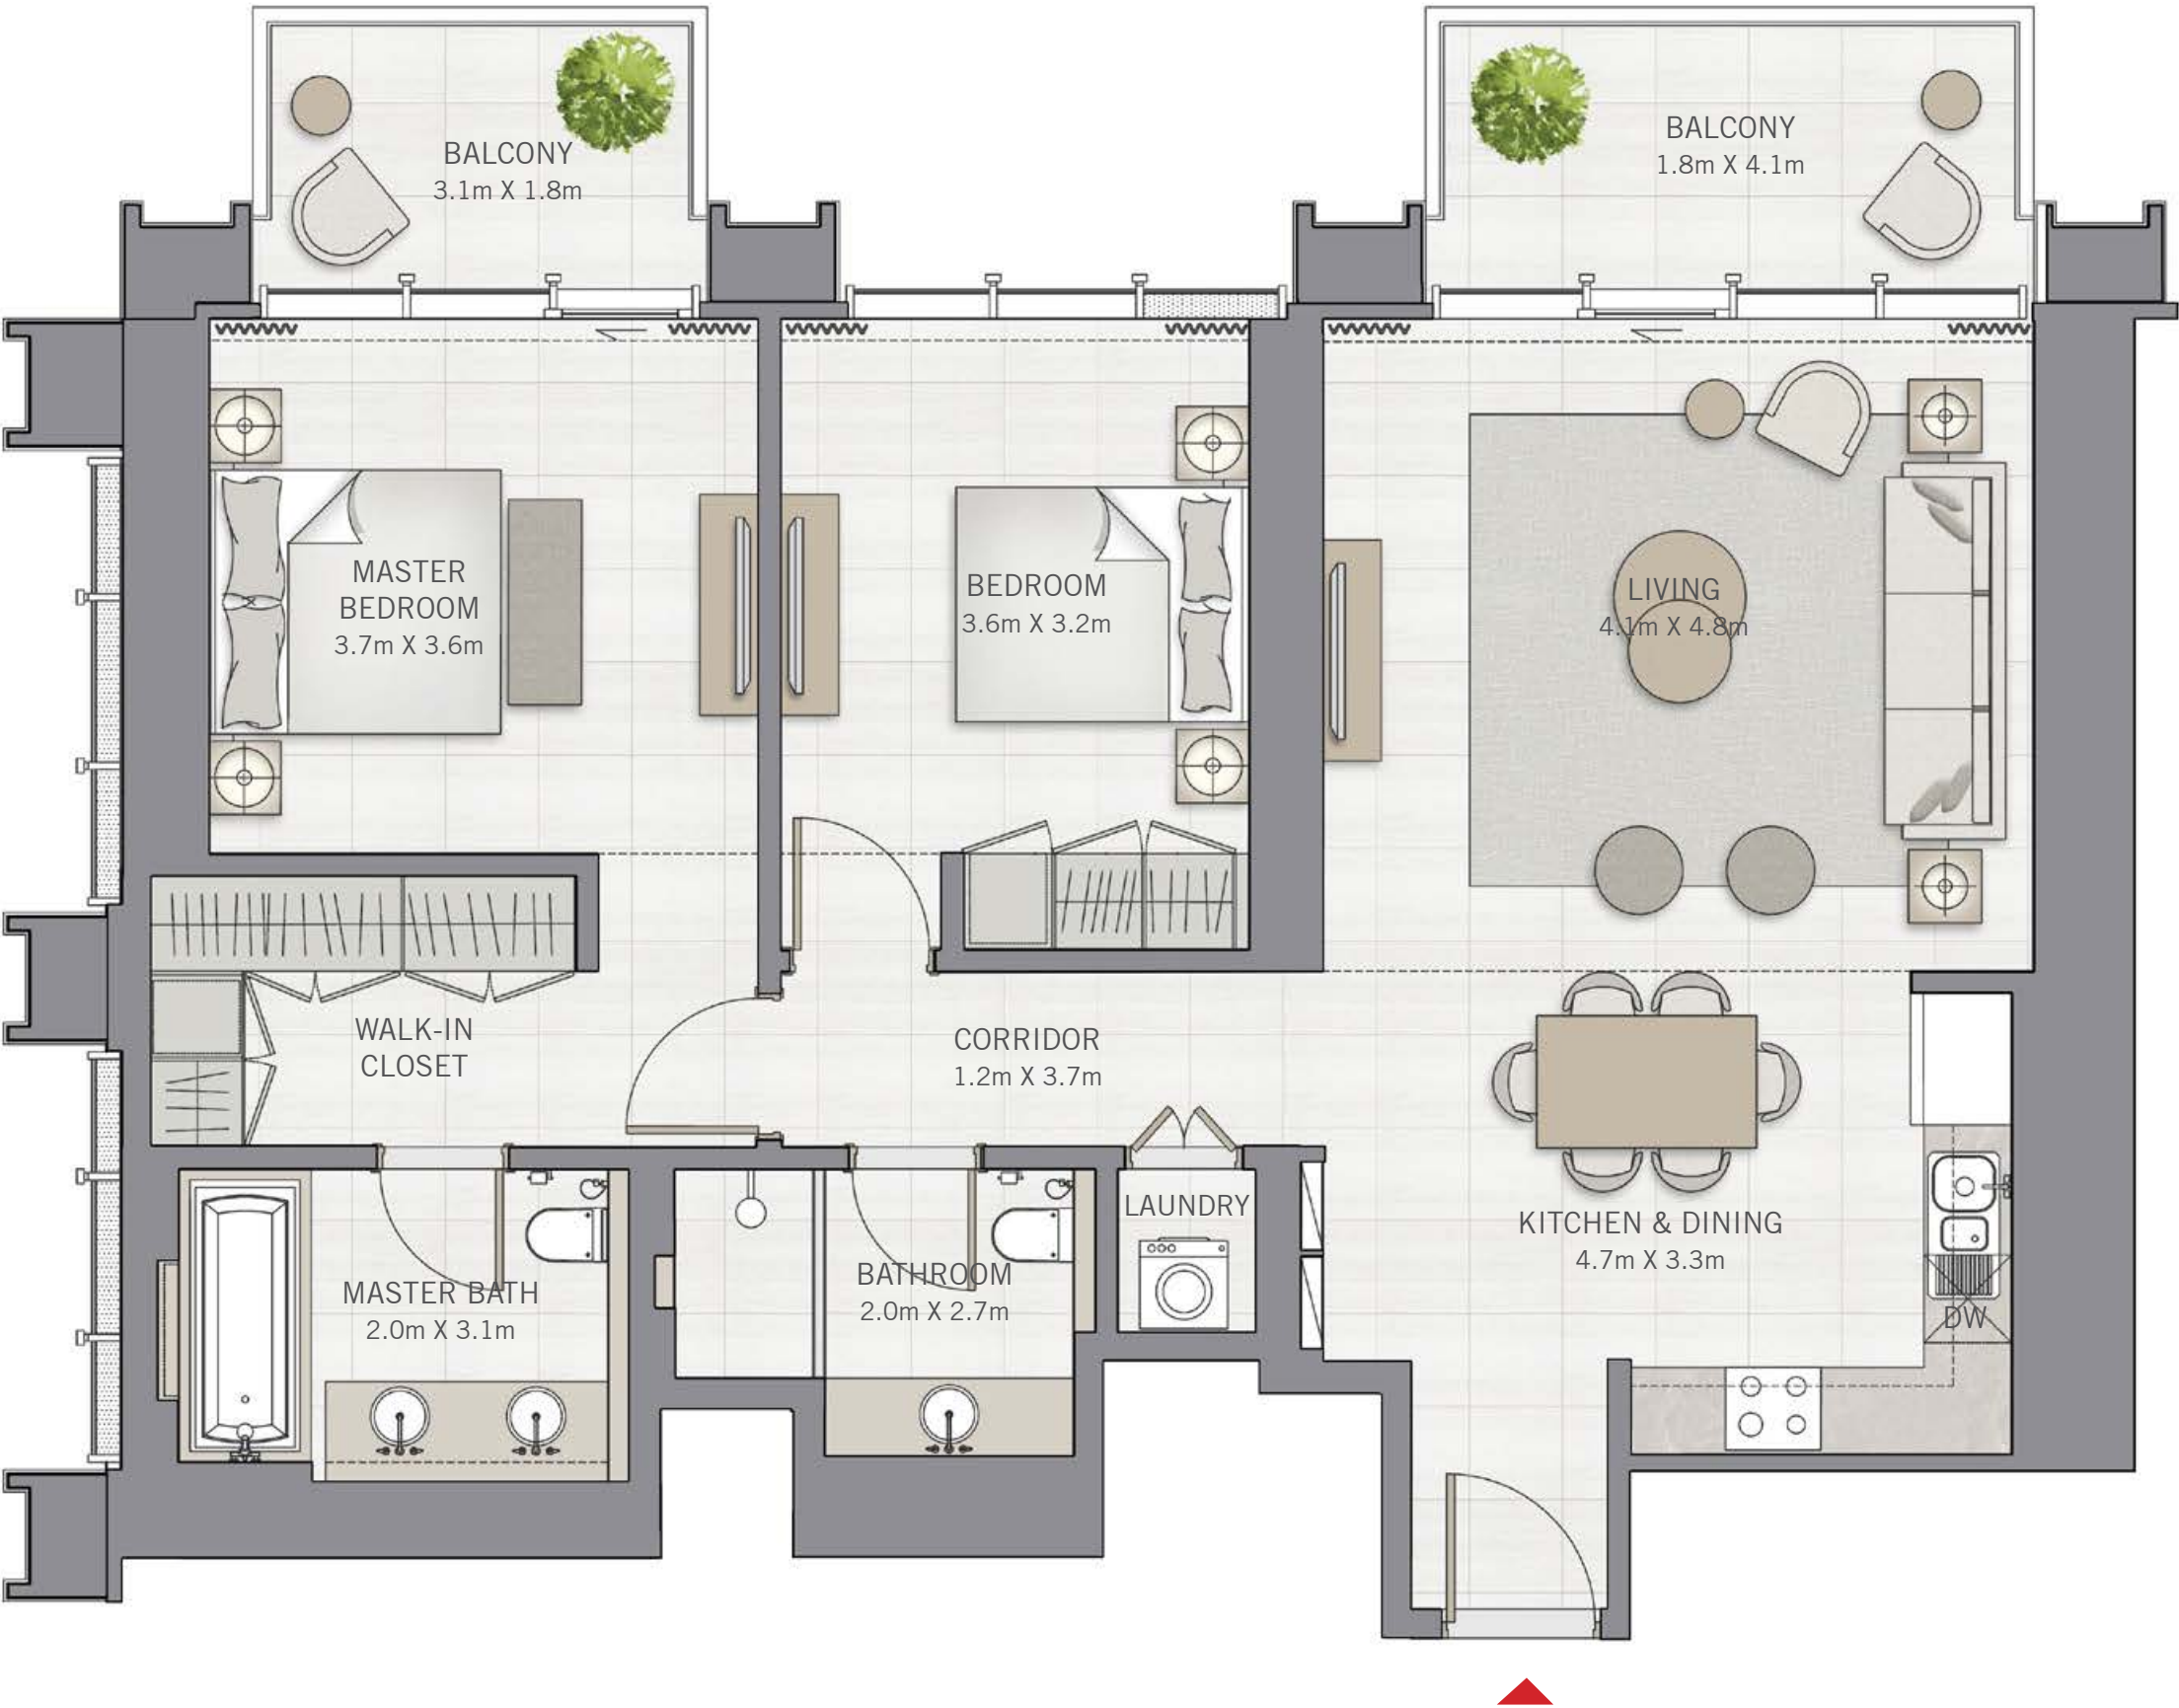 BALCONY
3.1m X 1.8m
BALCONY
1.8m X 4.1m
MASTER
BEDROOM
3.7m X 3.6m
BEDROOM
3.6m X 3.2m
LIVING
4.1m X 4.8m
WALK-IN
CLOSET
CORRIDOR
1.2m X 3.7m
LAUNDRY
KITCHEN & DINING
4.7m X 3.3m
MASTER BATH
2.0m X 3.1m
BATHROOM
2.0m X 2.7m
DW